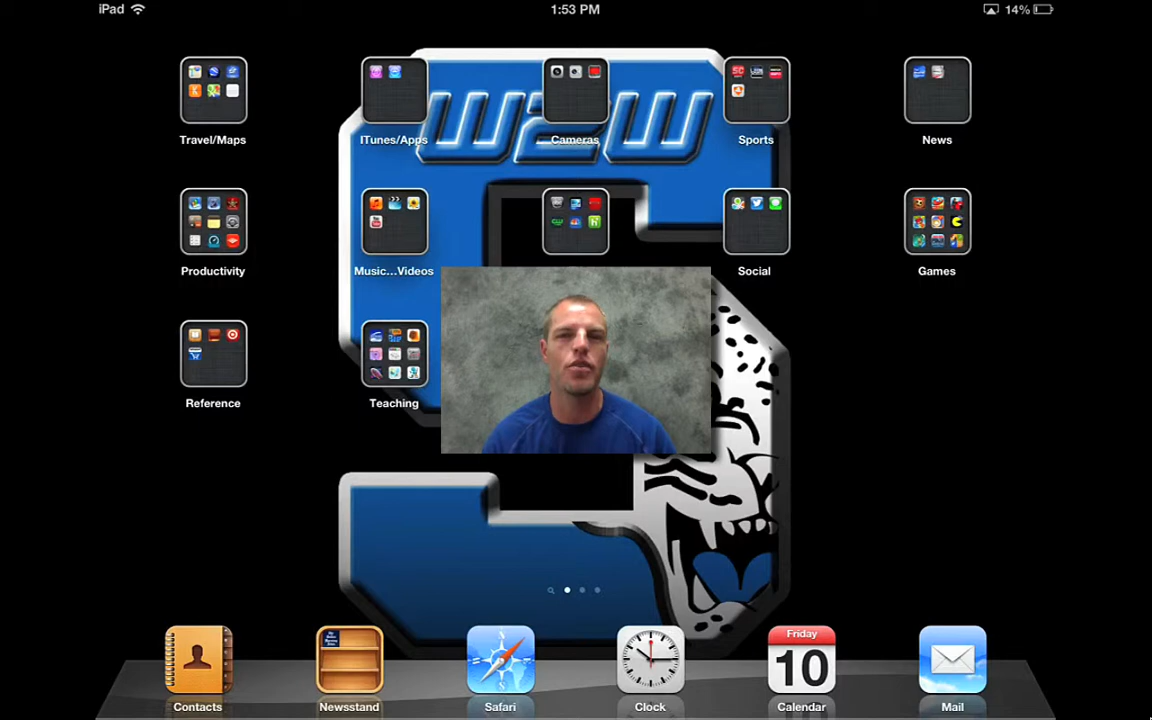 iPad 1:53 PM 14%
W2W
Travel/Maps ITunes/Apps Cameras Sports News
Productivity Music...Videos Social Games
Reference Teaching
Friday
10
Contacts Newsstand Safari Clock Calendar Mail